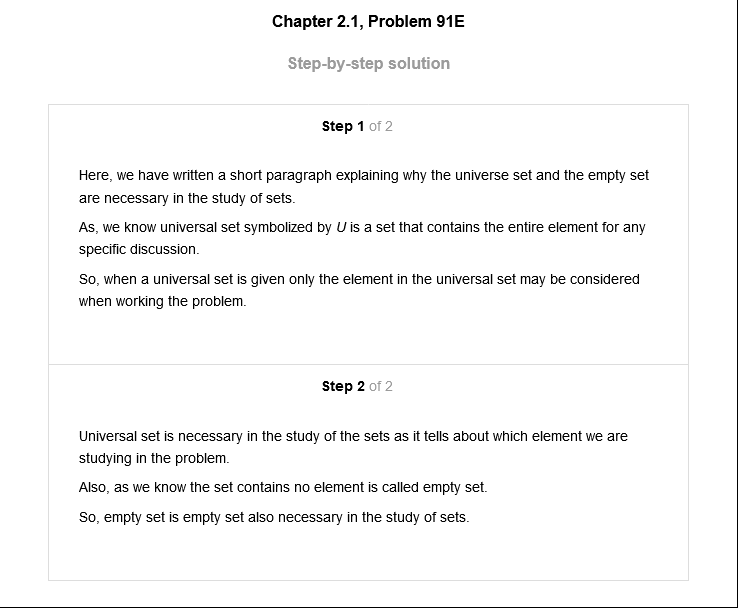 Chapter 2.1, Problem 91E
Step-by-step solution
Step 1 of 2
Here, we have written a short paragraph explaining why the universe set and the empty set
are necessary in the study of sets.
As, we know universal set symbolized by U is a set that contains the entire element for any
specific discussion.
So, when a universal set is given only the element in the universal set may be considered
when working the problem.
Step 2 of 2
Universal set is necessary in the study of the sets as it tells about which element we are
studying in the problem.
Also, as we know the set contains no element is called empty set.
So, empty set is empty set also necessary in the study of sets.